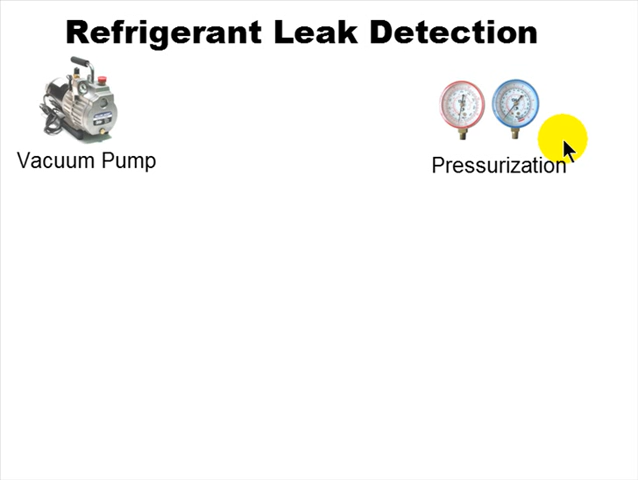 Refrigerant Leak Detection
Vacuum Pump
Pressurization